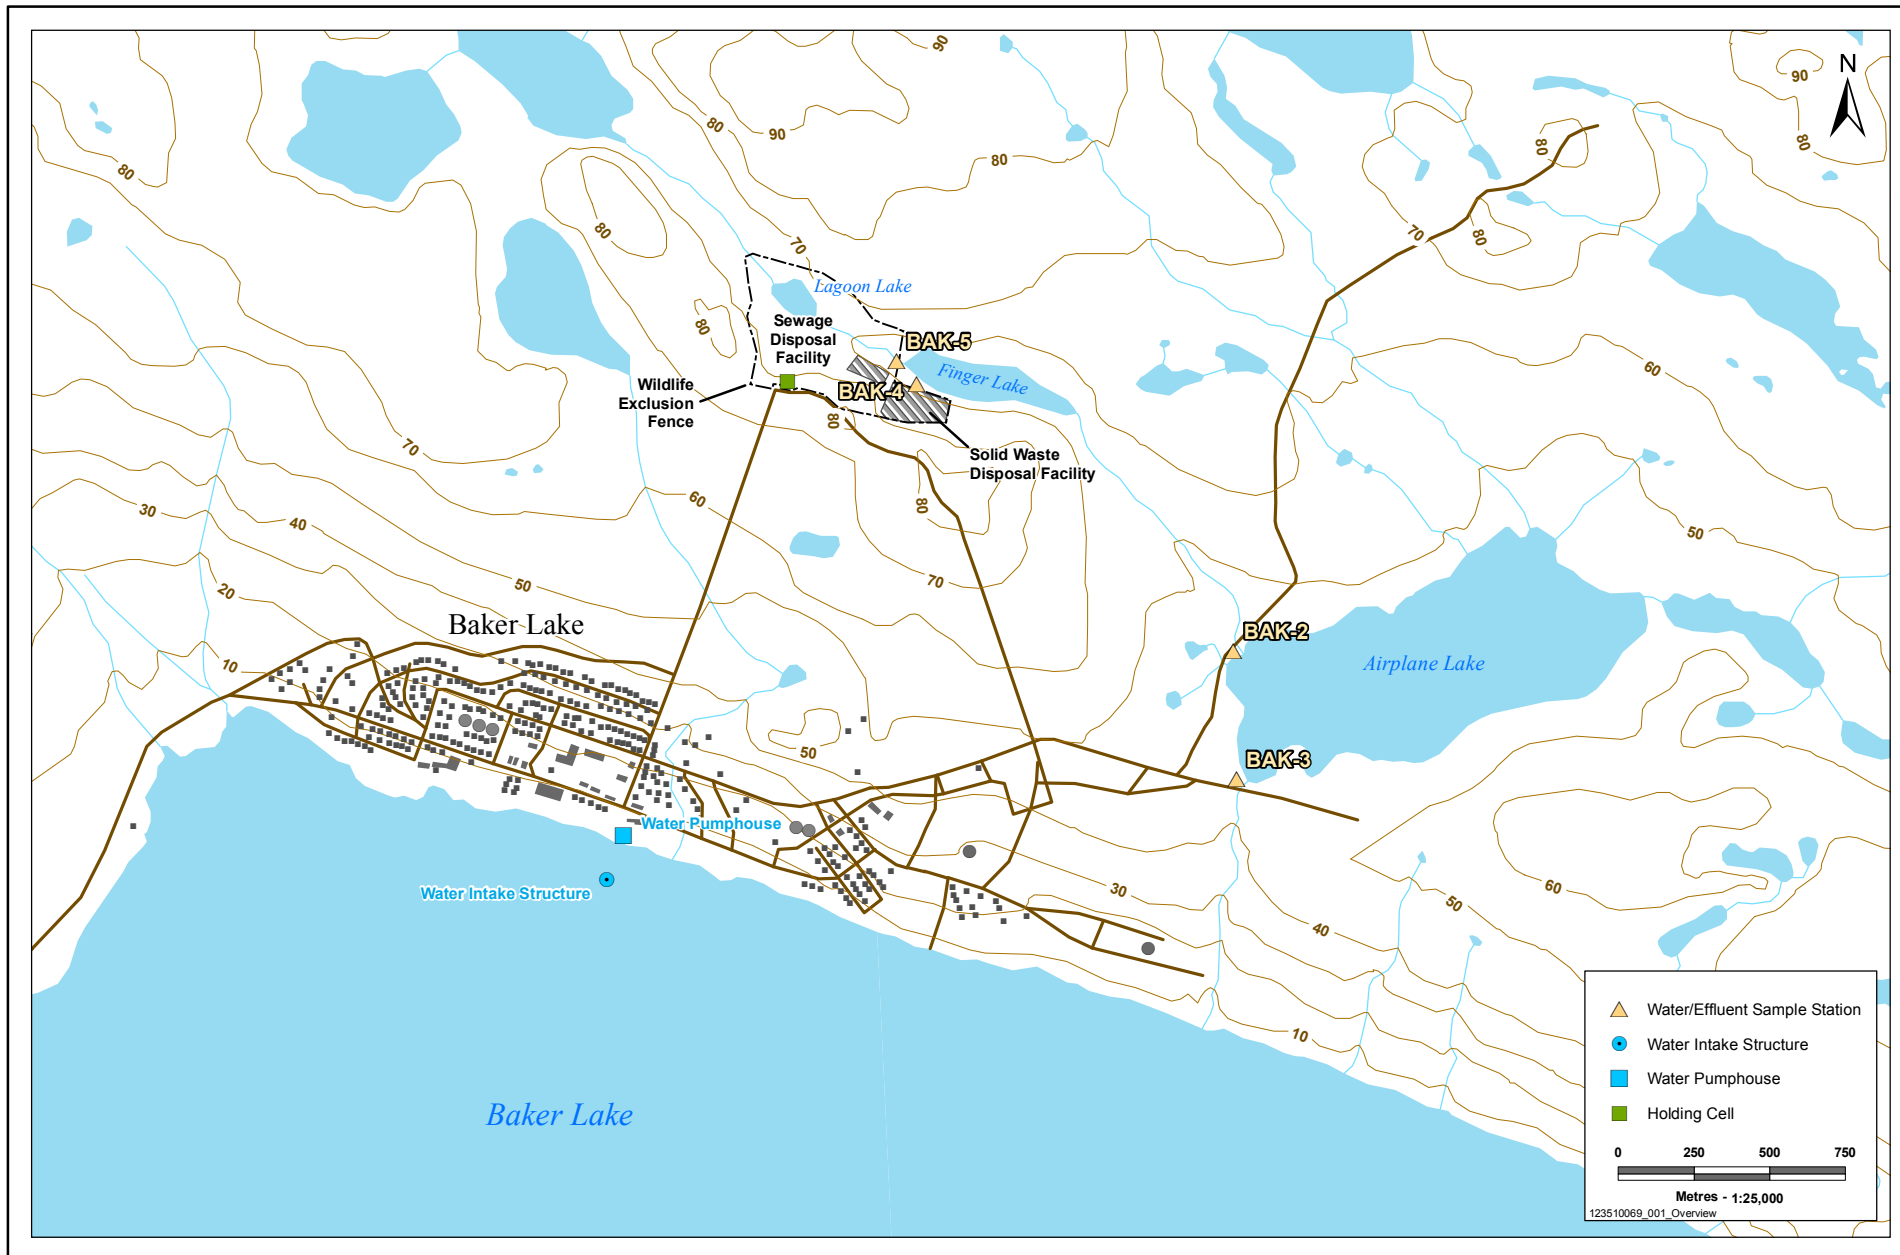 90
N
90
80
90
80
80
80
80
80
70
80
70
Lagoon Lake
80
Sewage
Disposal
Facility
BAK-5
Finger Lake
60
Wildlife
Exclusion
Fence
BAK-4
80
70
Solid Waste
Disposal Facility
60
80
30
40
50
50
70
20
Baker Lake
BAK-2
10
Airplane Lake
50
BAK-3
Water Pumphouse
Water Intake Structure
30
60
50
40
10
Baker Lake
Water/Effluent Sample Station
Water Intake Structure
Water Pumphouse
Holding Cell
0 250 500 750
Metres - 1:25,000
123510069_001_Overview